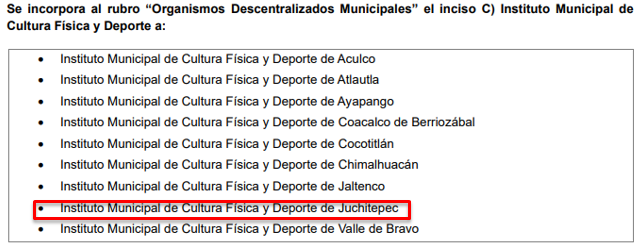 Se incorpora al rubro “Organismos Descentralizados Municipales” el inciso C) Instituto Municipal de
Cultura Física y Deporte a:
• Instituto Municipal de Cultura Física y Deporte de Aculco
• Instituto Municipal de Cultura Física y Deporte de Atlautla
• Instituto Municipal de Cultura Física y Deporte de Ayapango
• Instituto Municipal de Cultura Física y Deporte de Coacalco de Berriozábal
• Instituto Municipal de Cultura Física y Deporte de Cocotitlán
• Instituto Municipal de Cultura Física y Deporte de Chimalhuacán
• Instituto Municipal de Cultura Física y Deporte de Jaltenco
• Instituto Municipal de Cultura Física y Deporte de Juchitepec
• Instituto Municipal de Cultura Física y Deporte de Valle de Bravo